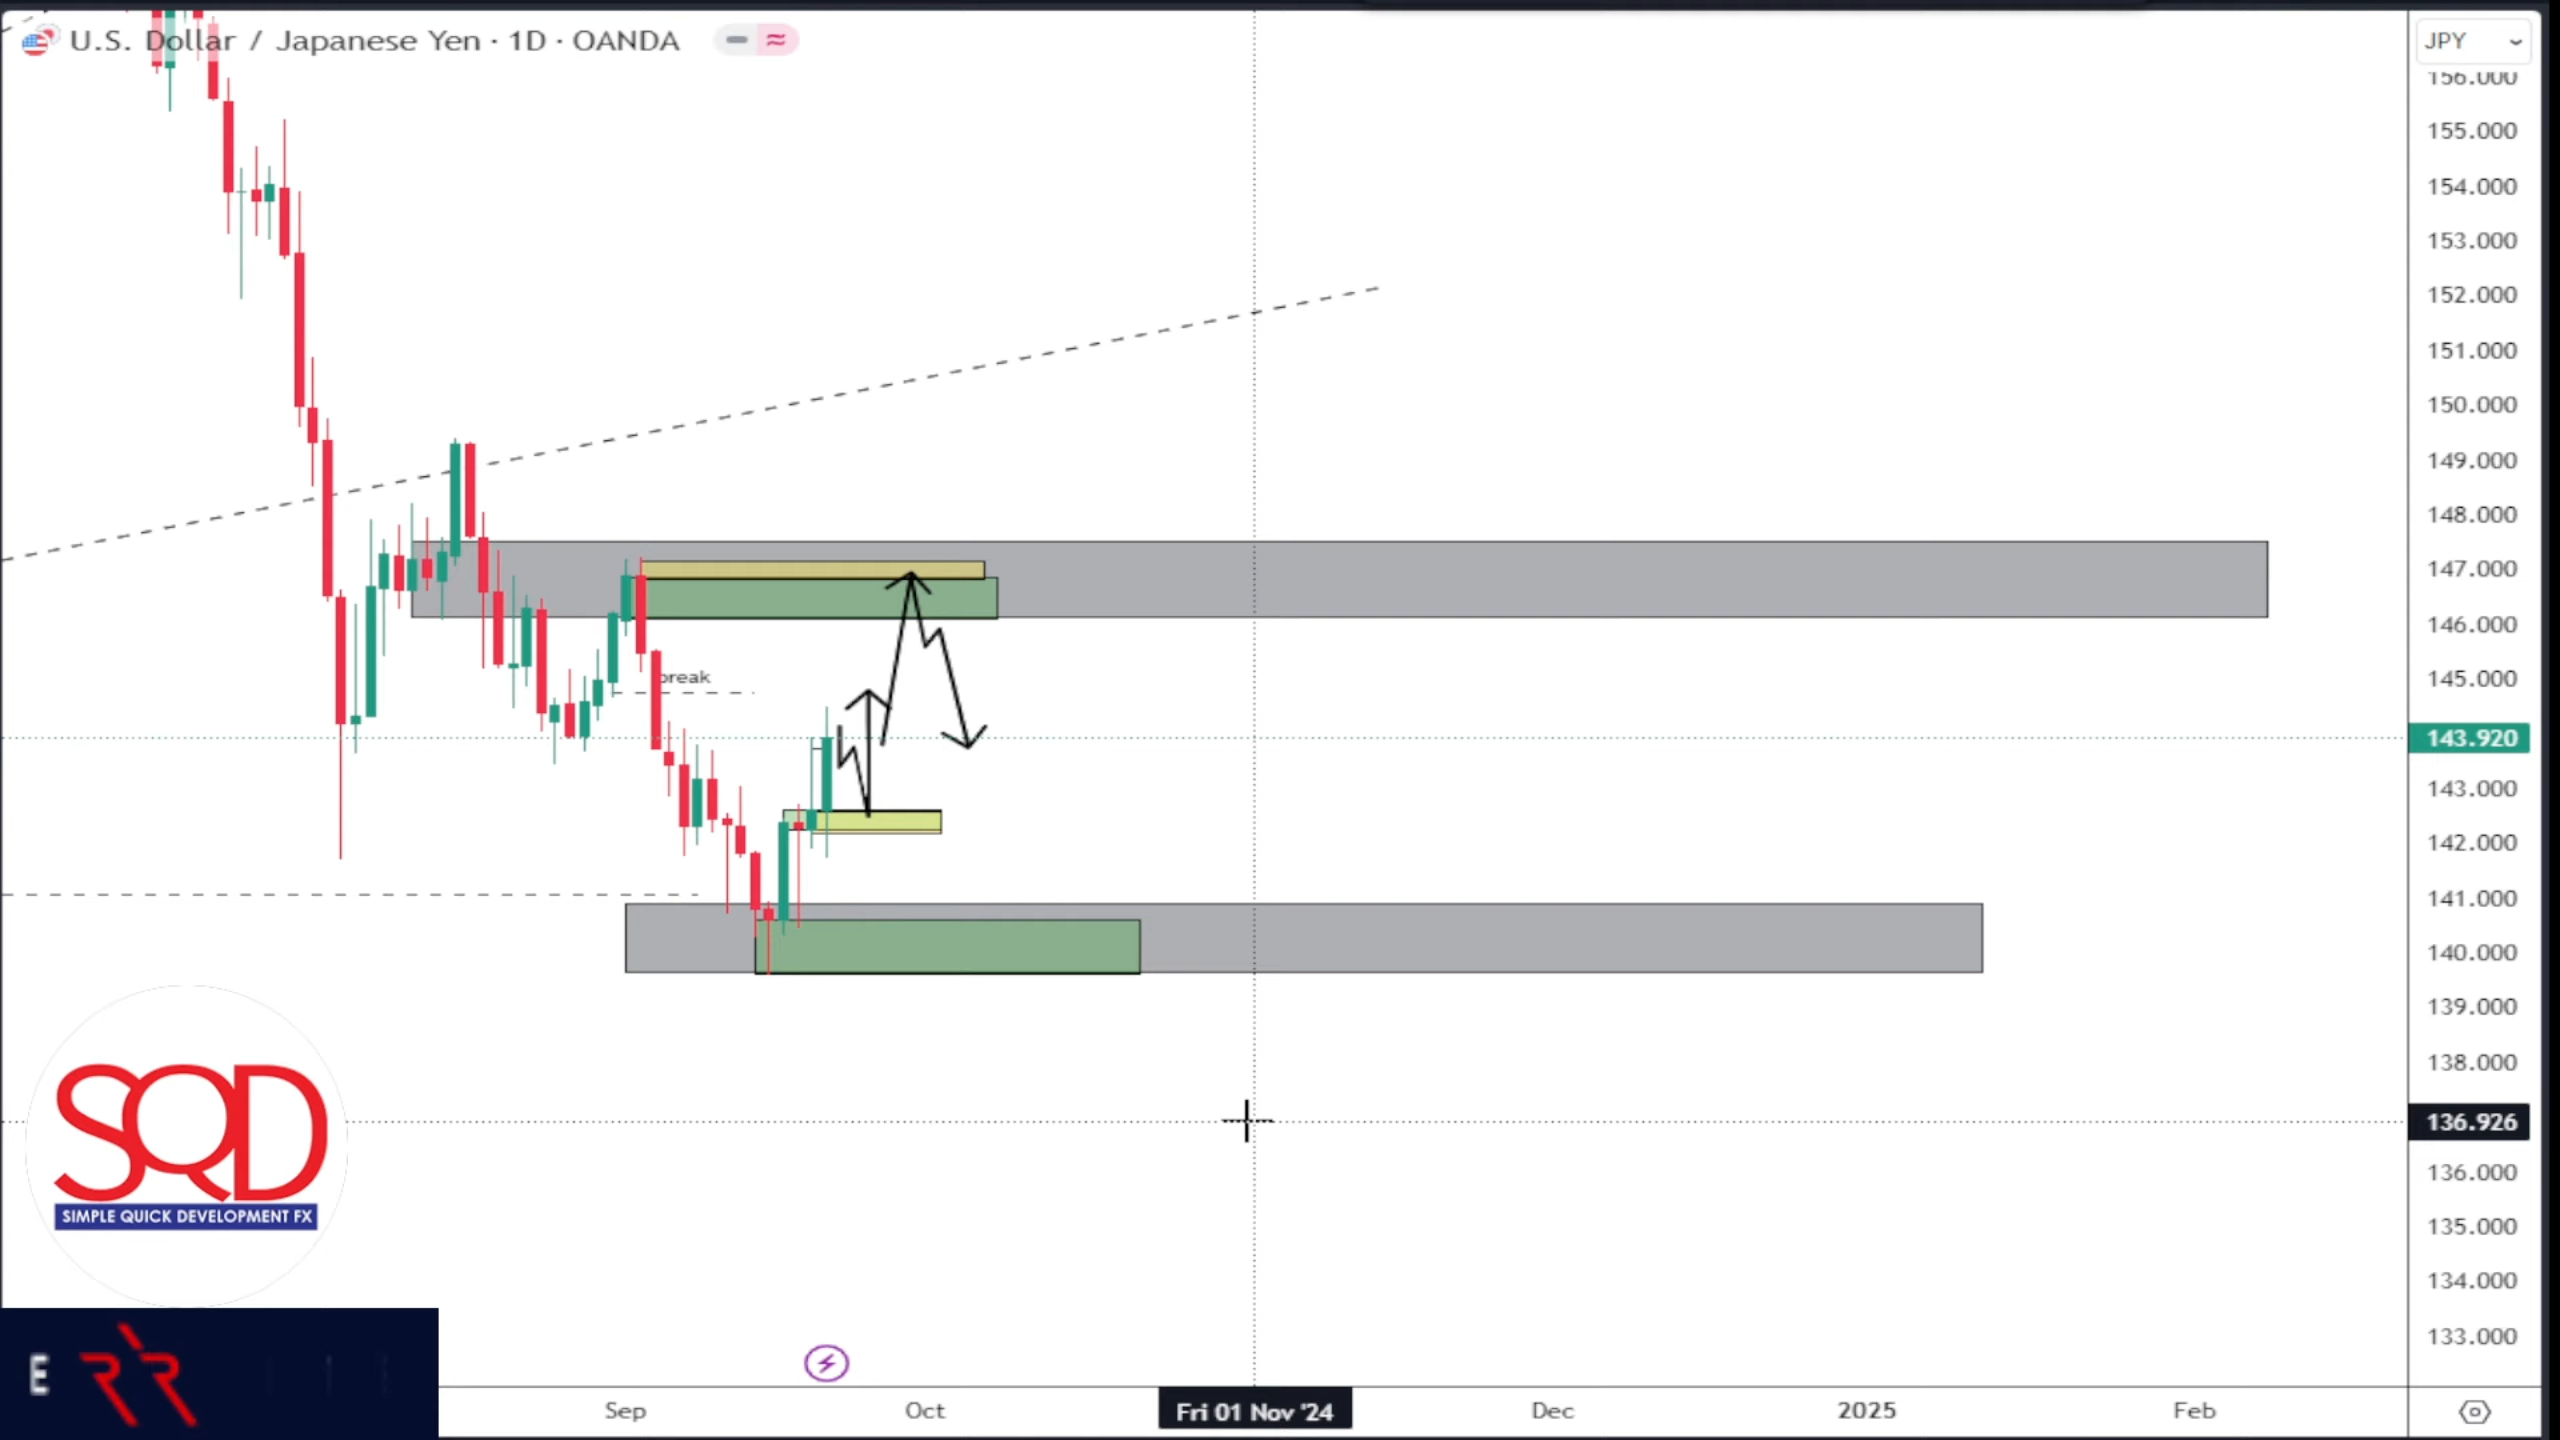 U.S. Dollar / Japanese Yen · 1D · OANDA
JPY
156.000
155.000
154.000
153.000
152.000
151.000
150.000
149.000
148.000
147.000
146.000
break
145.000
143.920
143.000
142.000
141.000
140.000
139.000
138.000
136.926
136.000
135.000
134.000
133.000
SQD
SIMPLE QUICK DEVELOPMENT FX
E
Sep
Oct
Fri 01 Nov '24
Dec
2025
Feb